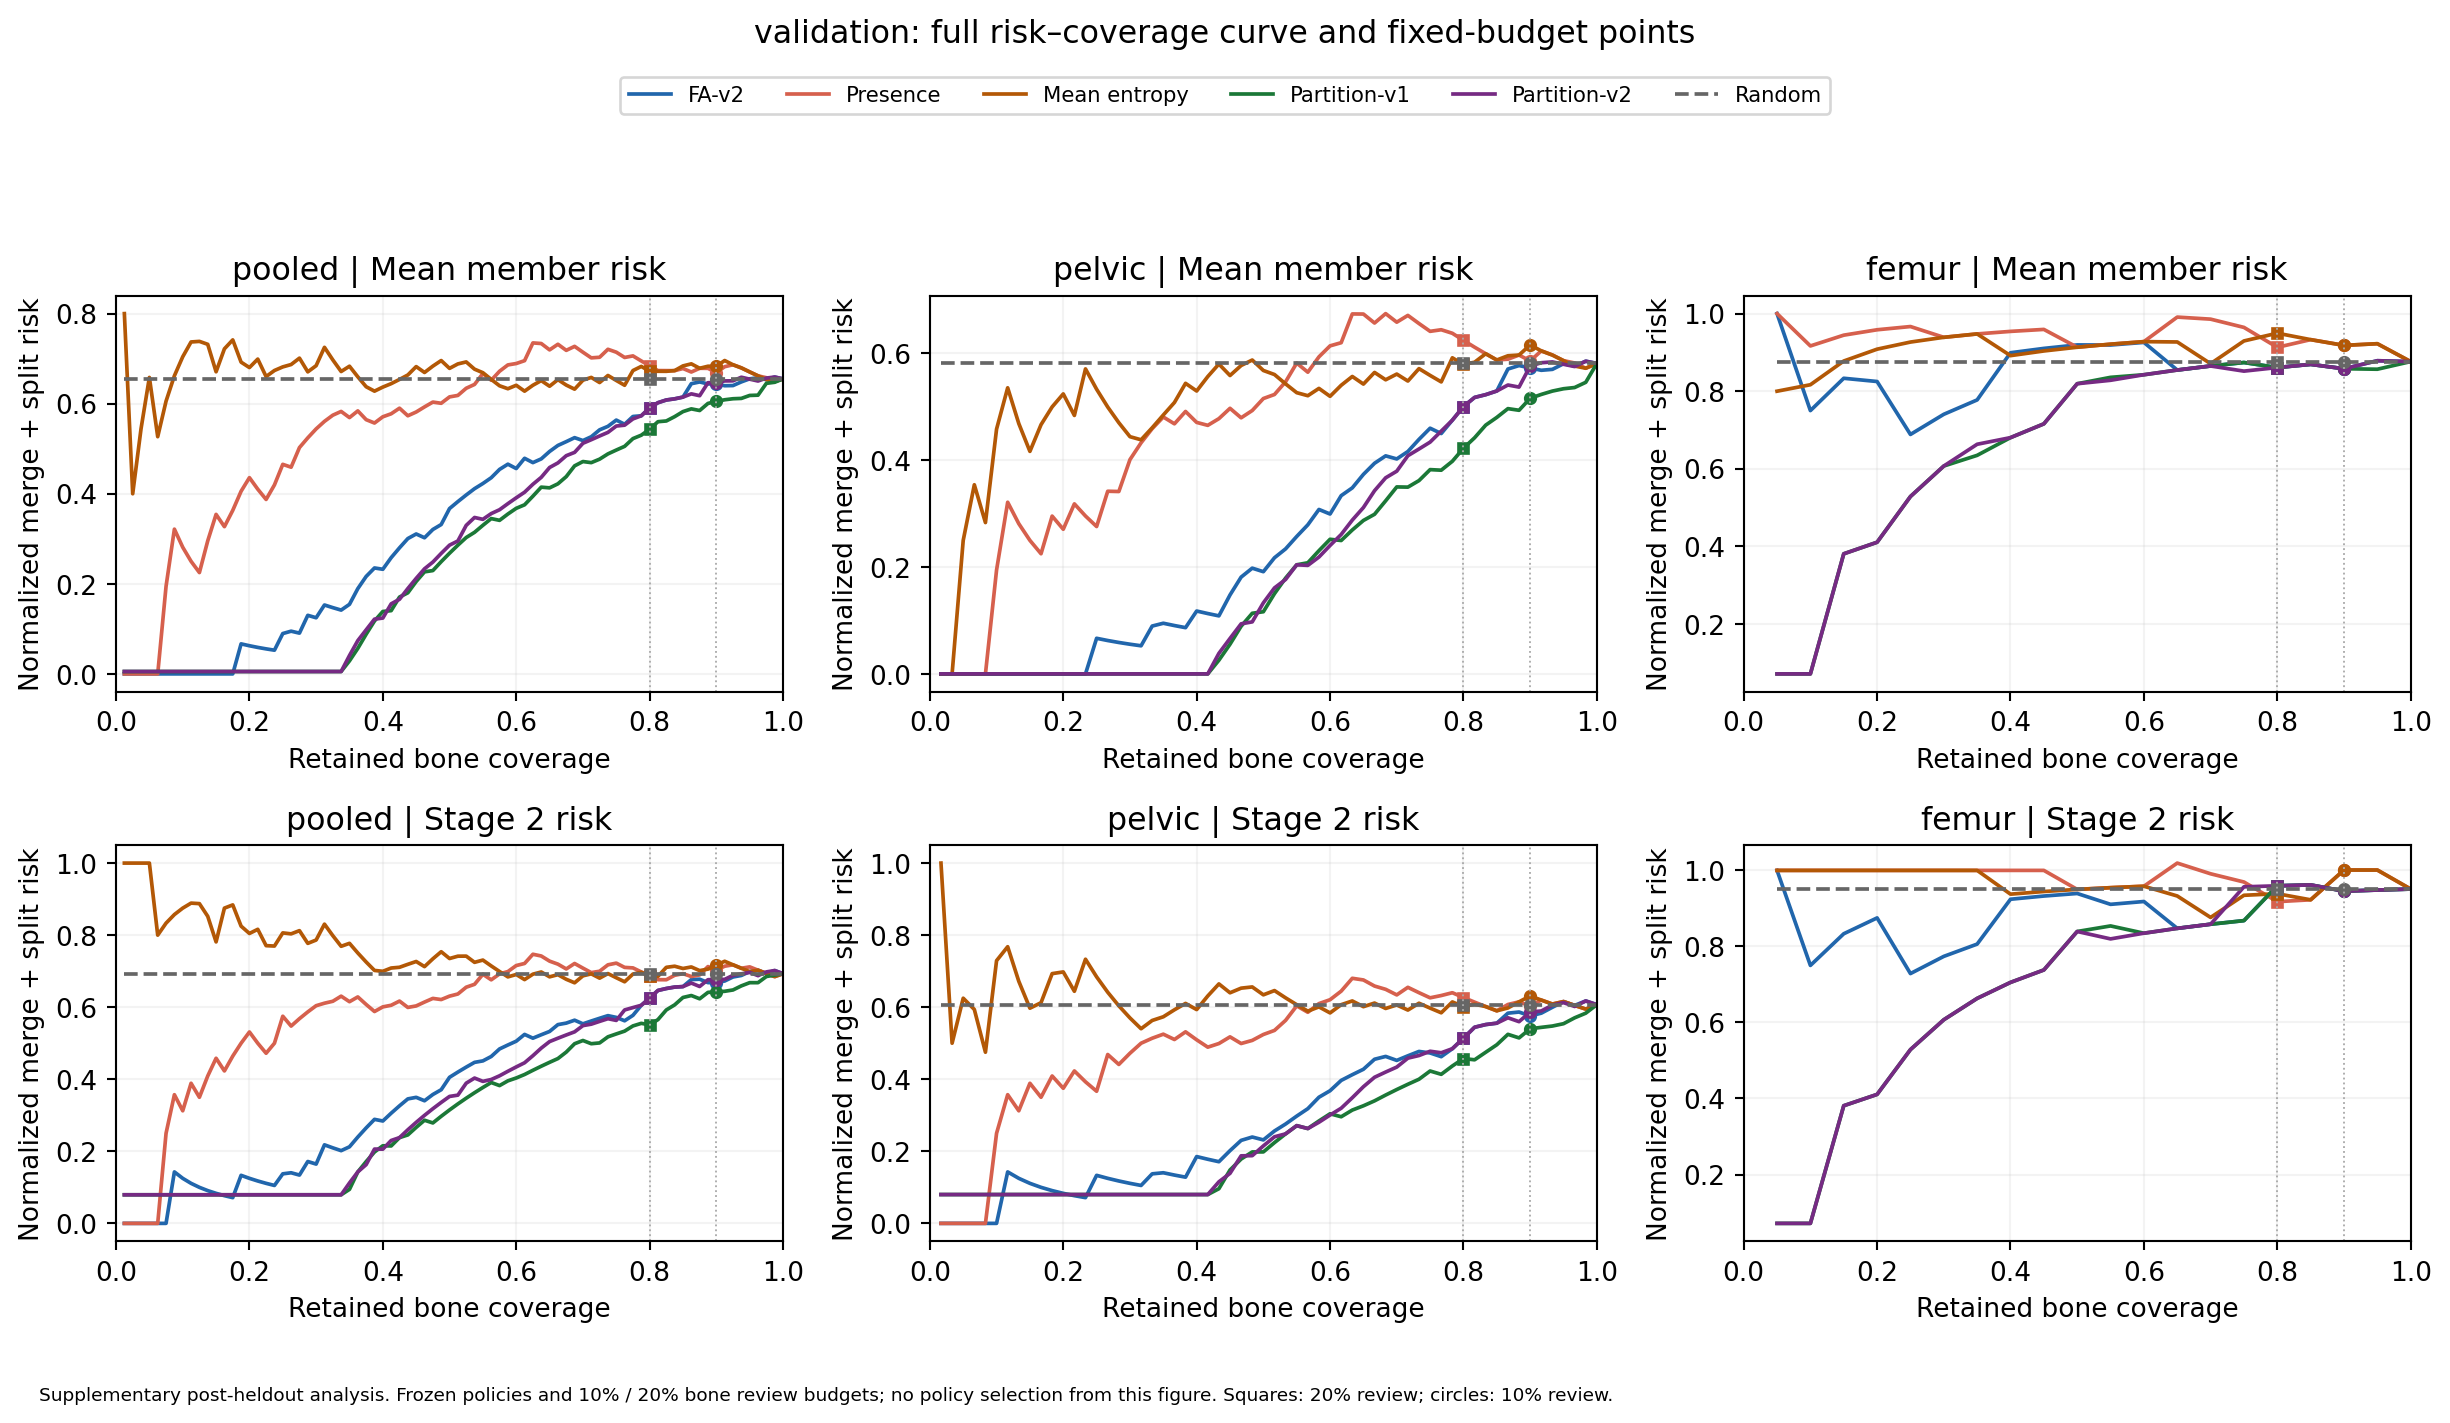 validation: full risk–coverage curve and fixed-budget points
FA-v2 Presence Mean entropy Partition-v1 Partition-v2 Random
pooled | Mean member risk
Normalized merge + split risk
0.8
0.6
0.4
0.2
0.0
0.0 0.2 0.4 0.6 0.8 1.0
Retained bone coverage
pelvic | Mean member risk
Normalized merge + split risk
0.6
0.4
0.2
0.0
0.0 0.2 0.4 0.6 0.8 1.0
Retained bone coverage
femur | Mean member risk
Normalized merge + split risk
1.0
0.8
0.6
0.4
0.2
0.0 0.2 0.4 0.6 0.8 1.0
Retained bone coverage
pooled | Stage 2 risk
Normalized merge + split risk
1.0
0.8
0.6
0.4
0.2
0.0
0.0 0.2 0.4 0.6 0.8 1.0
Retained bone coverage
pelvic | Stage 2 risk
Normalized merge + split risk
1.0
0.8
0.6
0.4
0.2
0.0
0.0 0.2 0.4 0.6 0.8 1.0
Retained bone coverage
femur | Stage 2 risk
Normalized merge + split risk
1.0
0.8
0.6
0.4
0.2
0.0 0.2 0.4 0.6 0.8 1.0
Retained bone coverage
Supplementary post-heldout analysis. Frozen policies and 10% / 20% bone review budgets; no policy selection from this figure. Squares: 20% review; circles: 10% review.